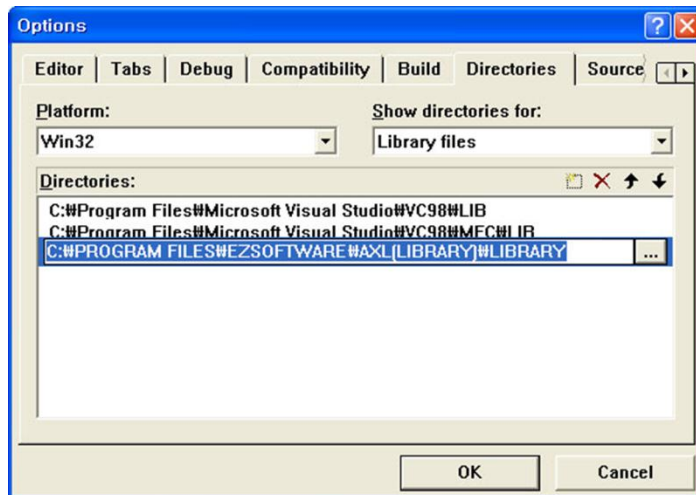 Options
Editor Tabs Debug Compatibility Build Directories Source
Platform: Show directories for:
Win32 Library files
Directories:
C:₩Program Files₩Microsoft Visual Studio₩VC98₩LIB
C:₩Program Files₩Microsoft Visual Studio₩VC98₩MFC₩LIB
C:₩PROGRAM FILES₩EZSOFTWARE₩AXL(LIBRARY)₩LIBRARY ...
OK Cancel